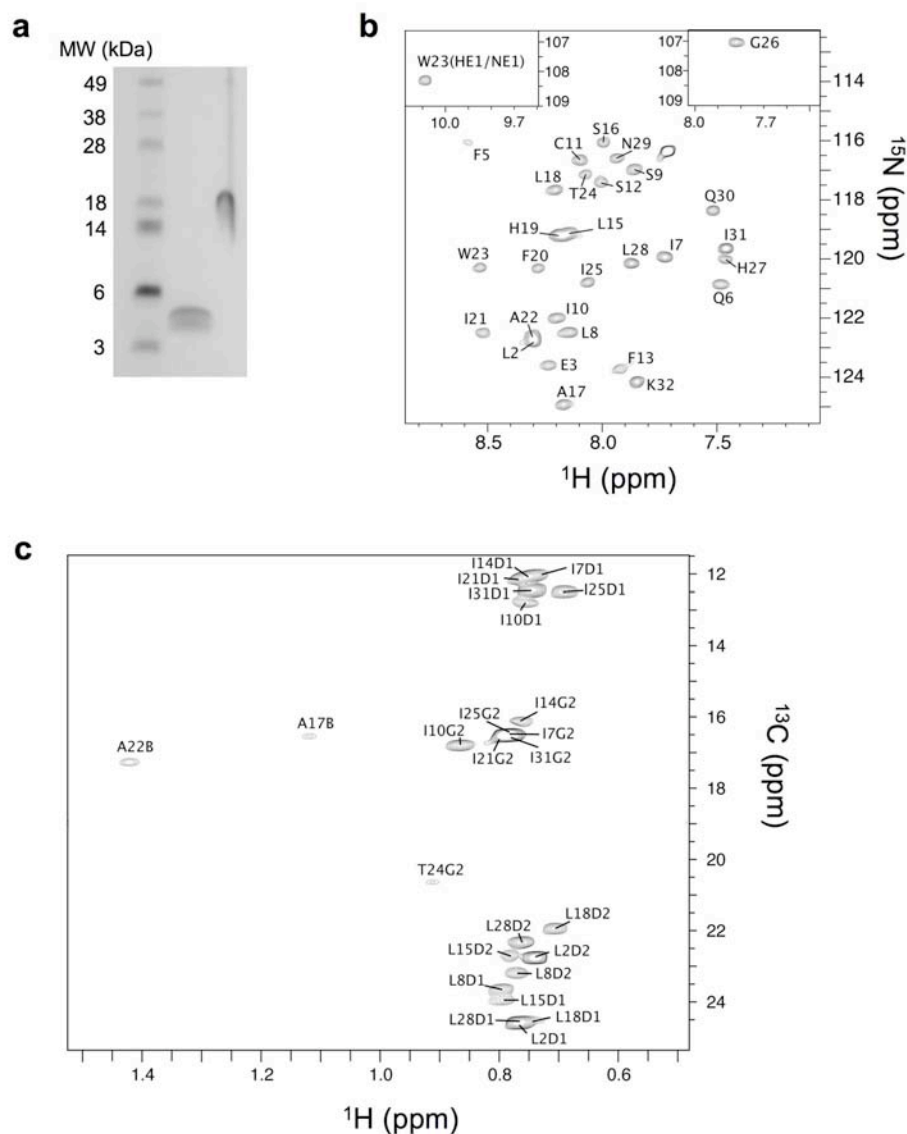 a
MW (kDa)
49
38
28
18
14
6
3
b
W23(HE1/NE1)
107
108
109
10.0 9.7
107
108
109
G26
8.0 7.7
F5
S16
C11
N29
S9
T24
S12
L18
Q30
H19
L15
I31
W23
F20
L28
I7
H27
I25
Q6
I21
A22
I10
L8
L2
E3
F13
K32
A17
114
116
118
120
122
124
15N (ppm)
8.5 8.0 7.5
1H (ppm)
c
I14D1
I7D1
I21D1
I31D1
I25D1
I10D1
I14G2
I25G2
I10G2
I7G2
I21G2
I31G2
A17B
A22B
T24G2
L18D2
L28D2
L15D2
L2D2
L8D2
L8D1
L15D1
L28D1
L18D1
L2D1
12
14
16
18
20
22
24
13C (ppm)
1.4 1.2 1.0 0.8 0.6
1H (ppm)